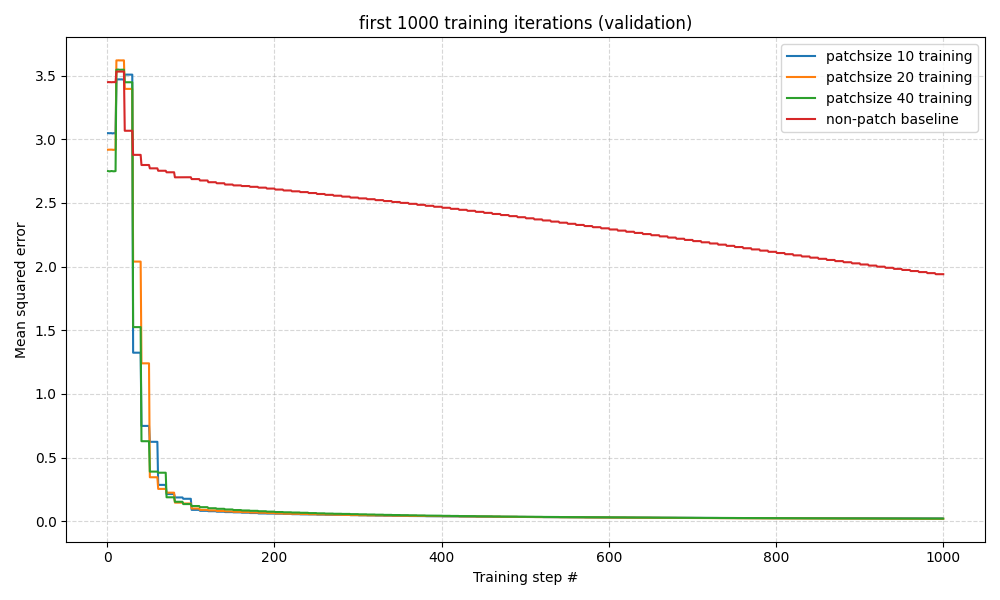 first 1000 training iterations (validation)
Mean squared error
3.5
3.0
2.5
2.0
1.5
1.0
0.5
0.0
patchsize 10 training
patchsize 20 training
patchsize 40 training
non-patch baseline
0
200
400
600
800
1000
Training step #